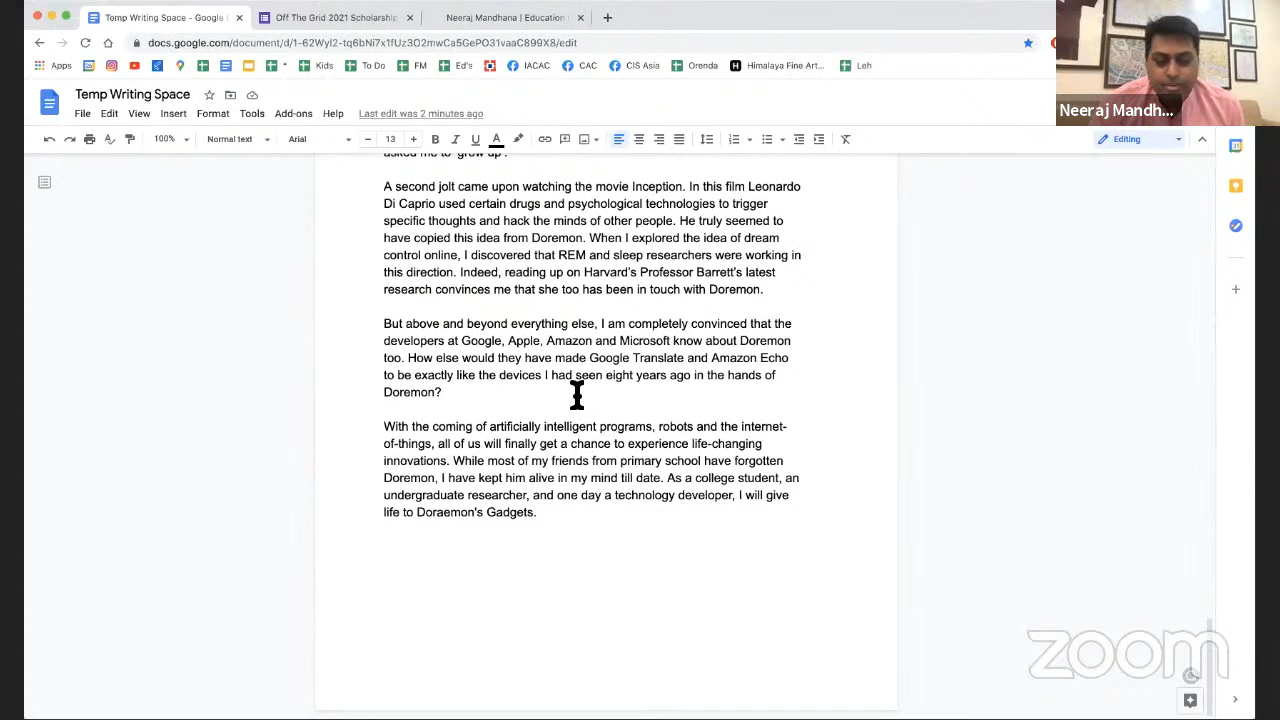 Temp Writing Space - Google
Off The Grid 2021 Scholarship
Neeraj Mandhana | Education
docs.google.com/document/d/1-62Wyi2-tq6bNi7x1fUz3O2mwCa5GePO31vaaC899X8/edit
Apps
Kids
To Do
FM
Ed's
IAC
CAC
CIS Asia
Orenda
Himalaya Fine Art...
Leh
Neeraj Mandh...
Temp Writing Space
File Edit View Insert Format Tools Add-ons Help Last edit was 2 minutes ago
100% Normal text Arial 13 B I U A Editing
asked me to 'grow up'.
A second jolt came upon watching the movie Inception. In this film Leonardo
Di Caprio used certain drugs and psychological technologies to trigger
specific thoughts and hack the minds of other people. He truly seemed to
have copied this idea from Doremon. When I explored the idea of dream
control online, I discovered that REM and sleep researchers were working in
this direction. Indeed, reading up on Harvard's Professor Barrett's latest
research convinces me that she too has been in touch with Doremon.
But above and beyond everything else, I am completely convinced that the
developers at Google, Apple, Amazon and Microsoft know about Doremon
too. How else would they have made Google Translate and Amazon Echo
to be exactly like the devices I had seen eight years ago in the hands of
Doremon?
With the coming of artificially intelligent programs, robots and the internet-
of-things, all of us will finally get a chance to experience life-changing
innovations. While most of my friends from primary school have forgotten
Doremon, I have kept him alive in my mind till date. As a college student, an
undergraduate researcher, and one day a technology developer, I will give
life to Doraemon's Gadgets.
zoom